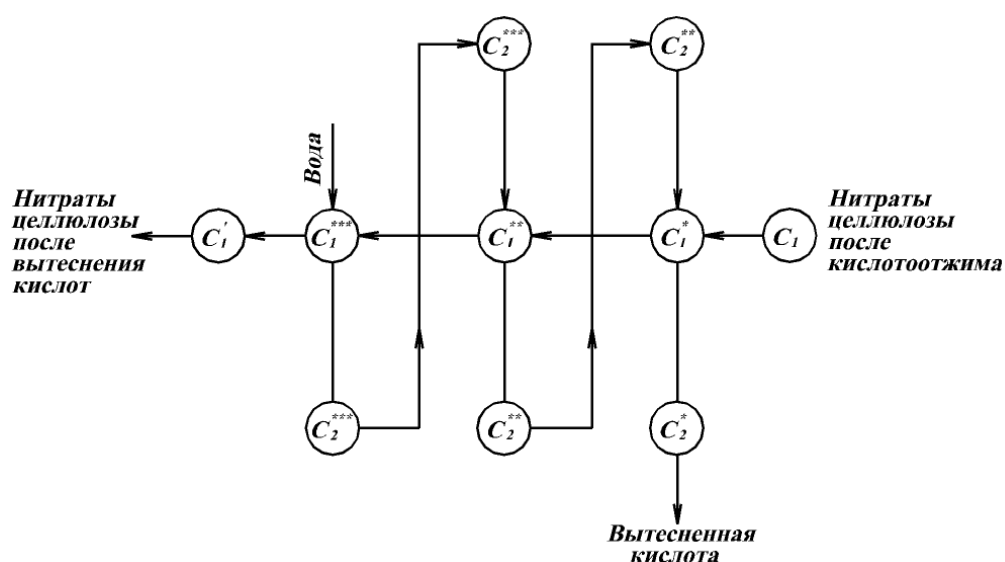 C₂***
C₂**
Вода
Нитраты
целлюлозы
после
вытеснения
кислот
C₁'
C₁***
C₁**
C₁*
C₁
Нитраты
целлюлозы
после
кислотоотжима
C₂***
C₂**
C₂*
Вытесненная
кислота